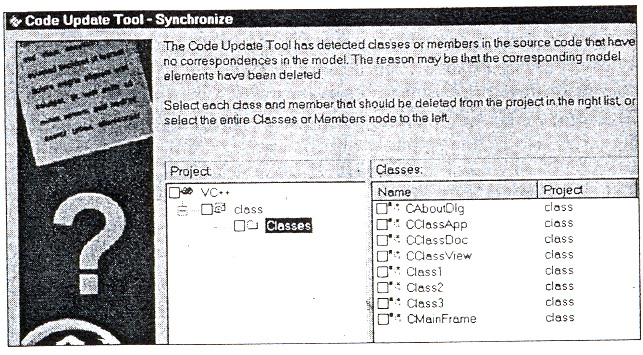 Code Update Tool - Synchronize
The Code Update Tool has detected classes or members in the source code that have
no correspondences in the model. The reason may be that the corresponding model
elements have been deleted.
Select each class and member that should be deleted from the project in the right list, or
select the entire Classes or Members node to the left.
Project:
VC++
class
Classes
Classes:
Name Project
CAboutDlg class
CClassApp class
CClassDoc class
CClassView class
Class1 class
Class2 class
Class3 class
CMainFrame class